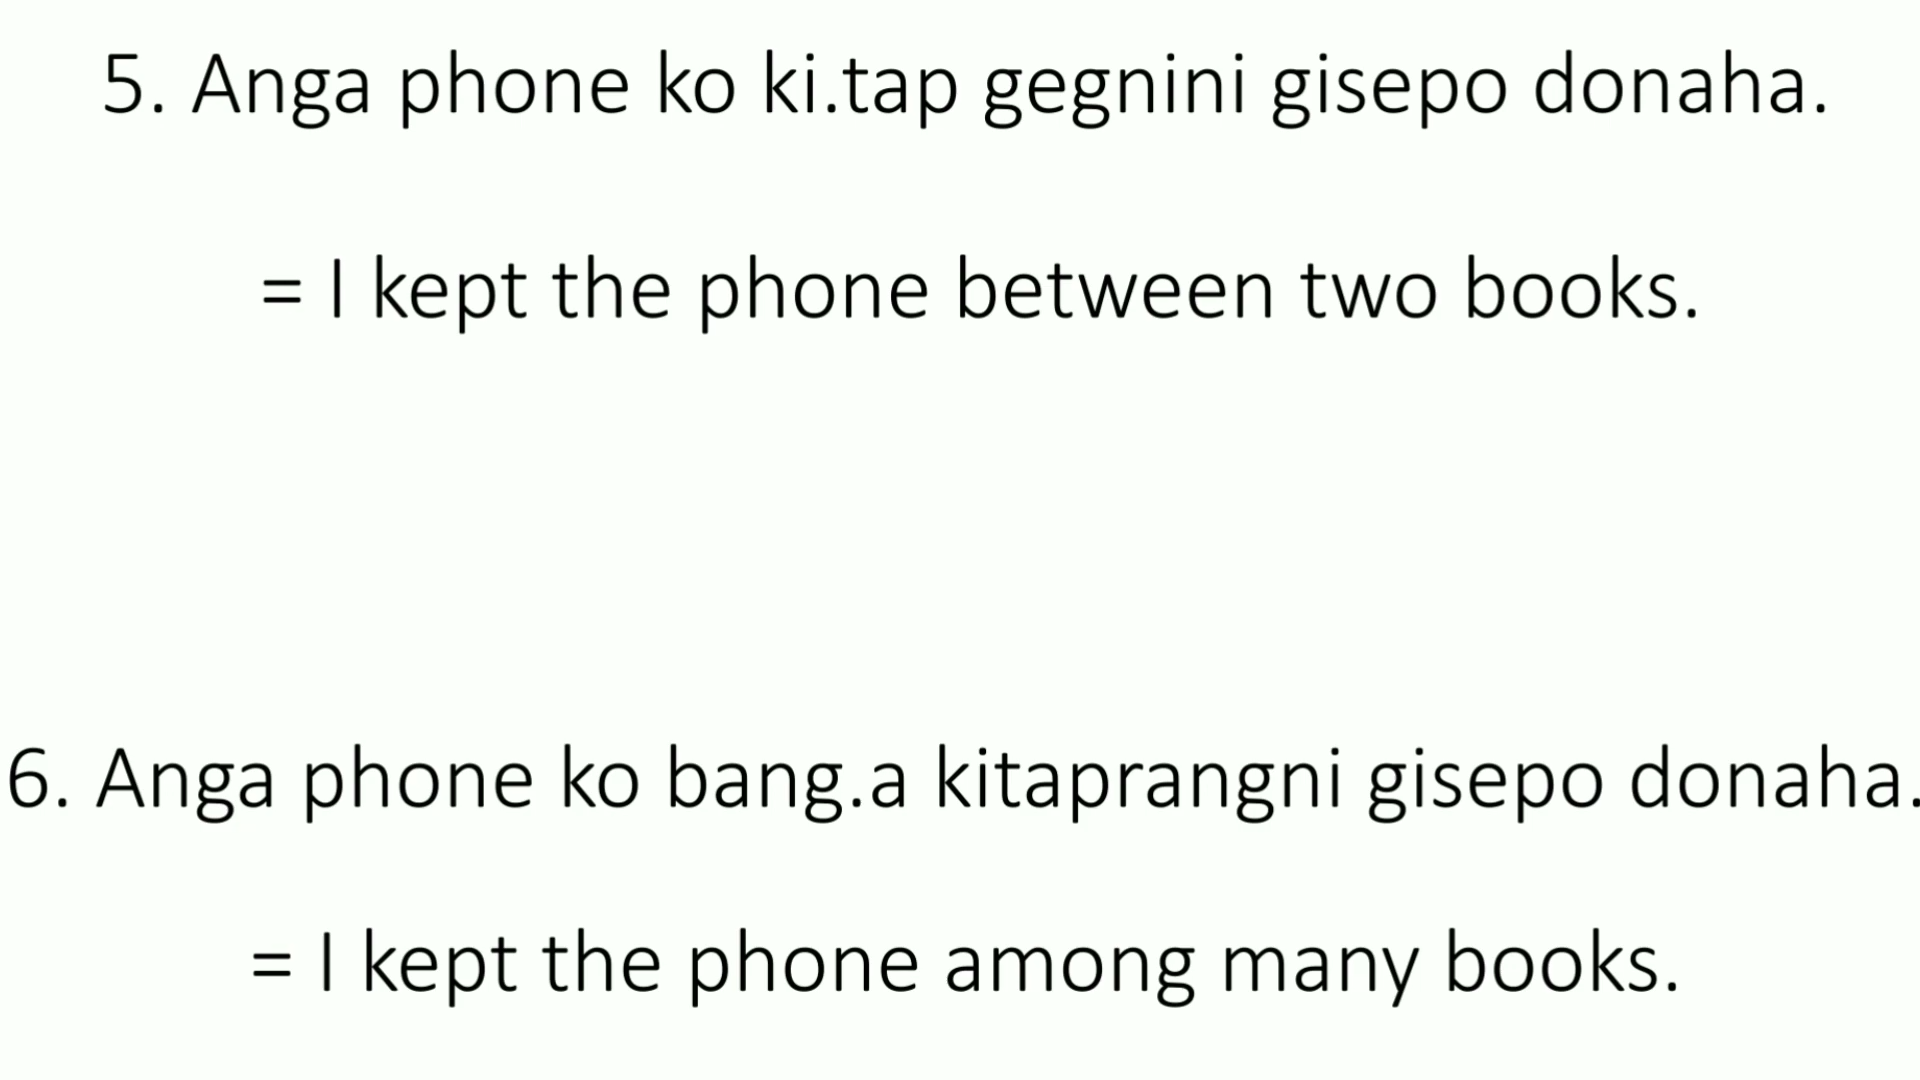 5. Anga phone ko ki.tap gegnini gisepo donaha.
= I kept the phone between two books.
6. Anga phone ko bang.a kitaprangni gisepo donaha.
= I kept the phone among many books.